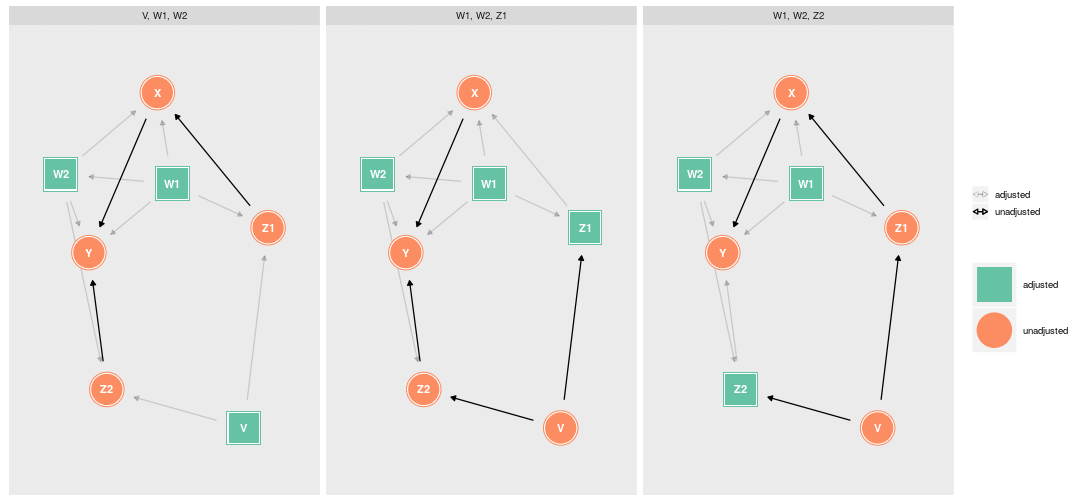 V, W1, W2
W1, W2, Z1
W1, W2, Z2
X
W2
W1
Z1
Y
Z2
V
X
W2
W1
Z1
Y
Z2
V
X
W2
W1
Z1
Y
Z2
V
adjusted
unadjusted
adjusted
unadjusted